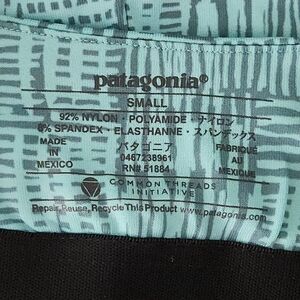 patagonia®
SMALL
92% NYLON · POLYAMIDE · ナイロン
8% SPANDEX · ELASTHANNE · スパンデックス
MADE IN MEXICO
パタゴニア
0467238961
RN# 51884
FABRIQUÉ AU MEXIQUE
COMMON THREADS
INITIATIVE
Repair, Reuse, Recycle This Product www.patagonia.com